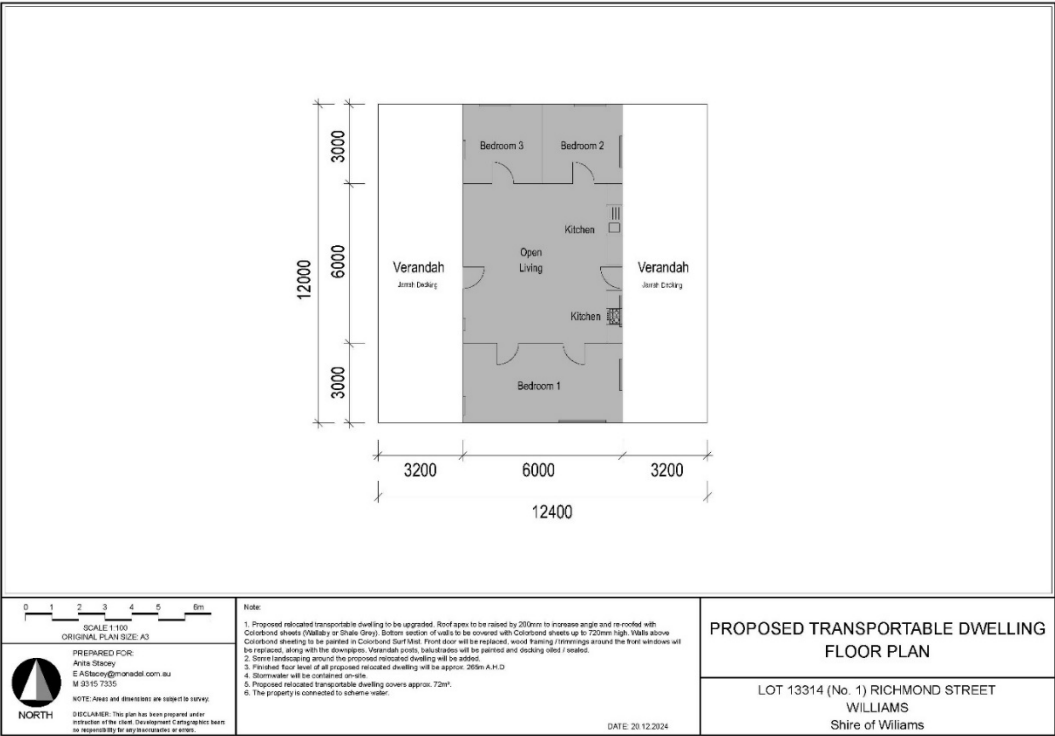 3000
Bedroom 3
Bedroom 2
Kitchen
12000
6000
Open
Living
Verandah
Jarrah Decking
Verandah
Jarrah Decking
Kitchen
3000
Bedroom 1
3200
6000
3200
12400
0 1 2 3 4 5 6m
SCALE 1:100
ORIGINAL PLAN SIZE: A3
PREPARED FOR:
Anita Stacey
E AStacey@monadel.com.au
M 9315 7335
NOTE: Areas and dimensions are subject to survey.
DISCLAIMER: This plan has been prepared under
instruction of the client. Development Cartographics bears
no responsibility for any inaccuracies or errors.
NORTH
Note:
1. Proposed relocated transportable dwelling to be upgraded. Roof apex to be raised by 200mm to increase angle and re-roofed with
Colorbond sheets (Wallaby or Shale Grey). Bottom section of walls to be covered with Colorbond sheets up to 720mm high. Walls above
Colorbond sheeting to be painted in Colorbond Surf Mist. Front door will be replaced, wood framing / trimmings around the front windows will
be replaced, along with the downpipes. Verandah posts, balustrades will be painted and decking oiled / sealed.
2. Some landscaping around the proposed relocated dwelling will be added.
3. Finished floor level of all proposed relocated dwelling will be approx. 265m A.H.D
4. Stormwater will be contained on-site.
5. Proposed relocated transportable dwelling covers approx. 72m².
6. The property is connected to scheme water.
DATE: 20.12.2024
PROPOSED TRANSPORTABLE DWELLING
FLOOR PLAN
LOT 13314 (No. 1) RICHMOND STREET
WILLIAMS
Shire of Wiliams